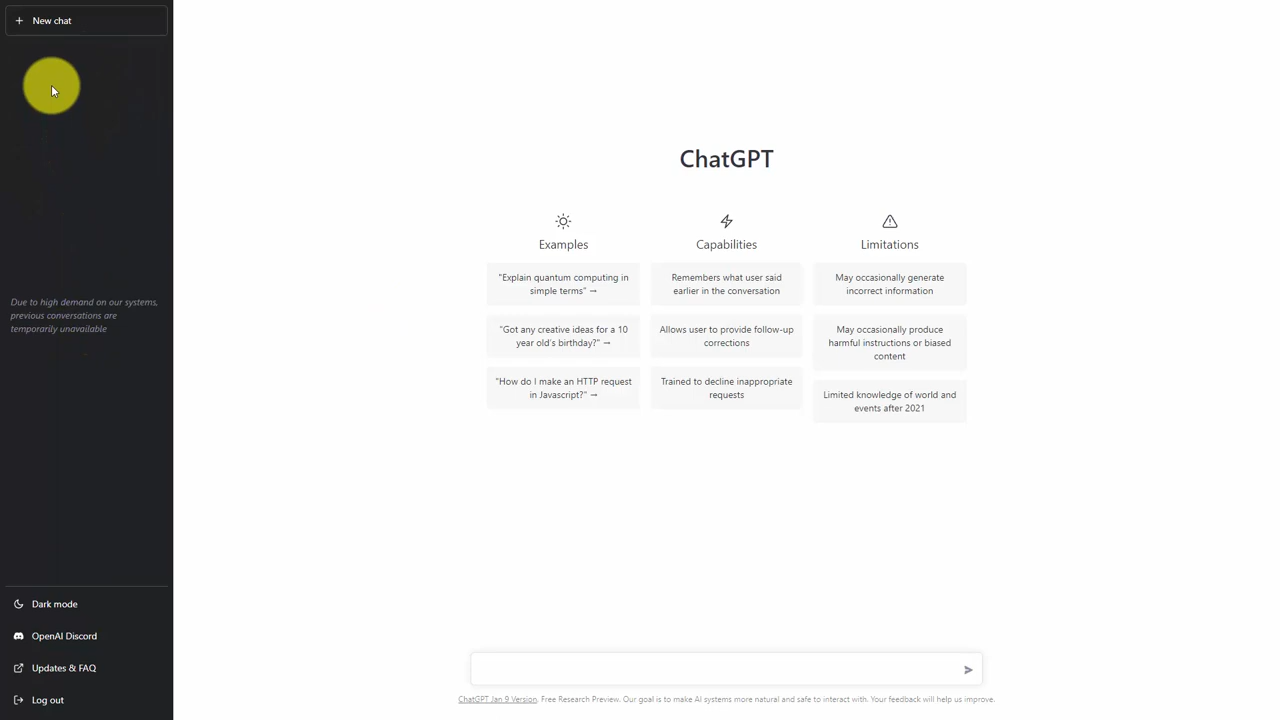 New chat
Due to high demand on our systems,
previous conversations are
temporarily unavailable
Dark mode
OpenAI Discord
Updates & FAQ
Log out
ChatGPT
Examples
"Explain quantum computing in
simple terms" →
"Got any creative ideas for a 10
year old's birthday?" →
"How do I make an HTTP request
in Javascript?" →
Capabilities
Remembers what user said
earlier in the conversation
Allows user to provide follow-up
corrections
Trained to decline inappropriate
requests
Limitations
May occasionally generate
incorrect information
May occasionally produce
harmful instructions or biased
content
Limited knowledge of world and
events after 2021
ChatGPT Jan 9 Version. Free Research Preview. Our goal is to make AI systems more natural and safe to interact with. Your feedback will help us improve.